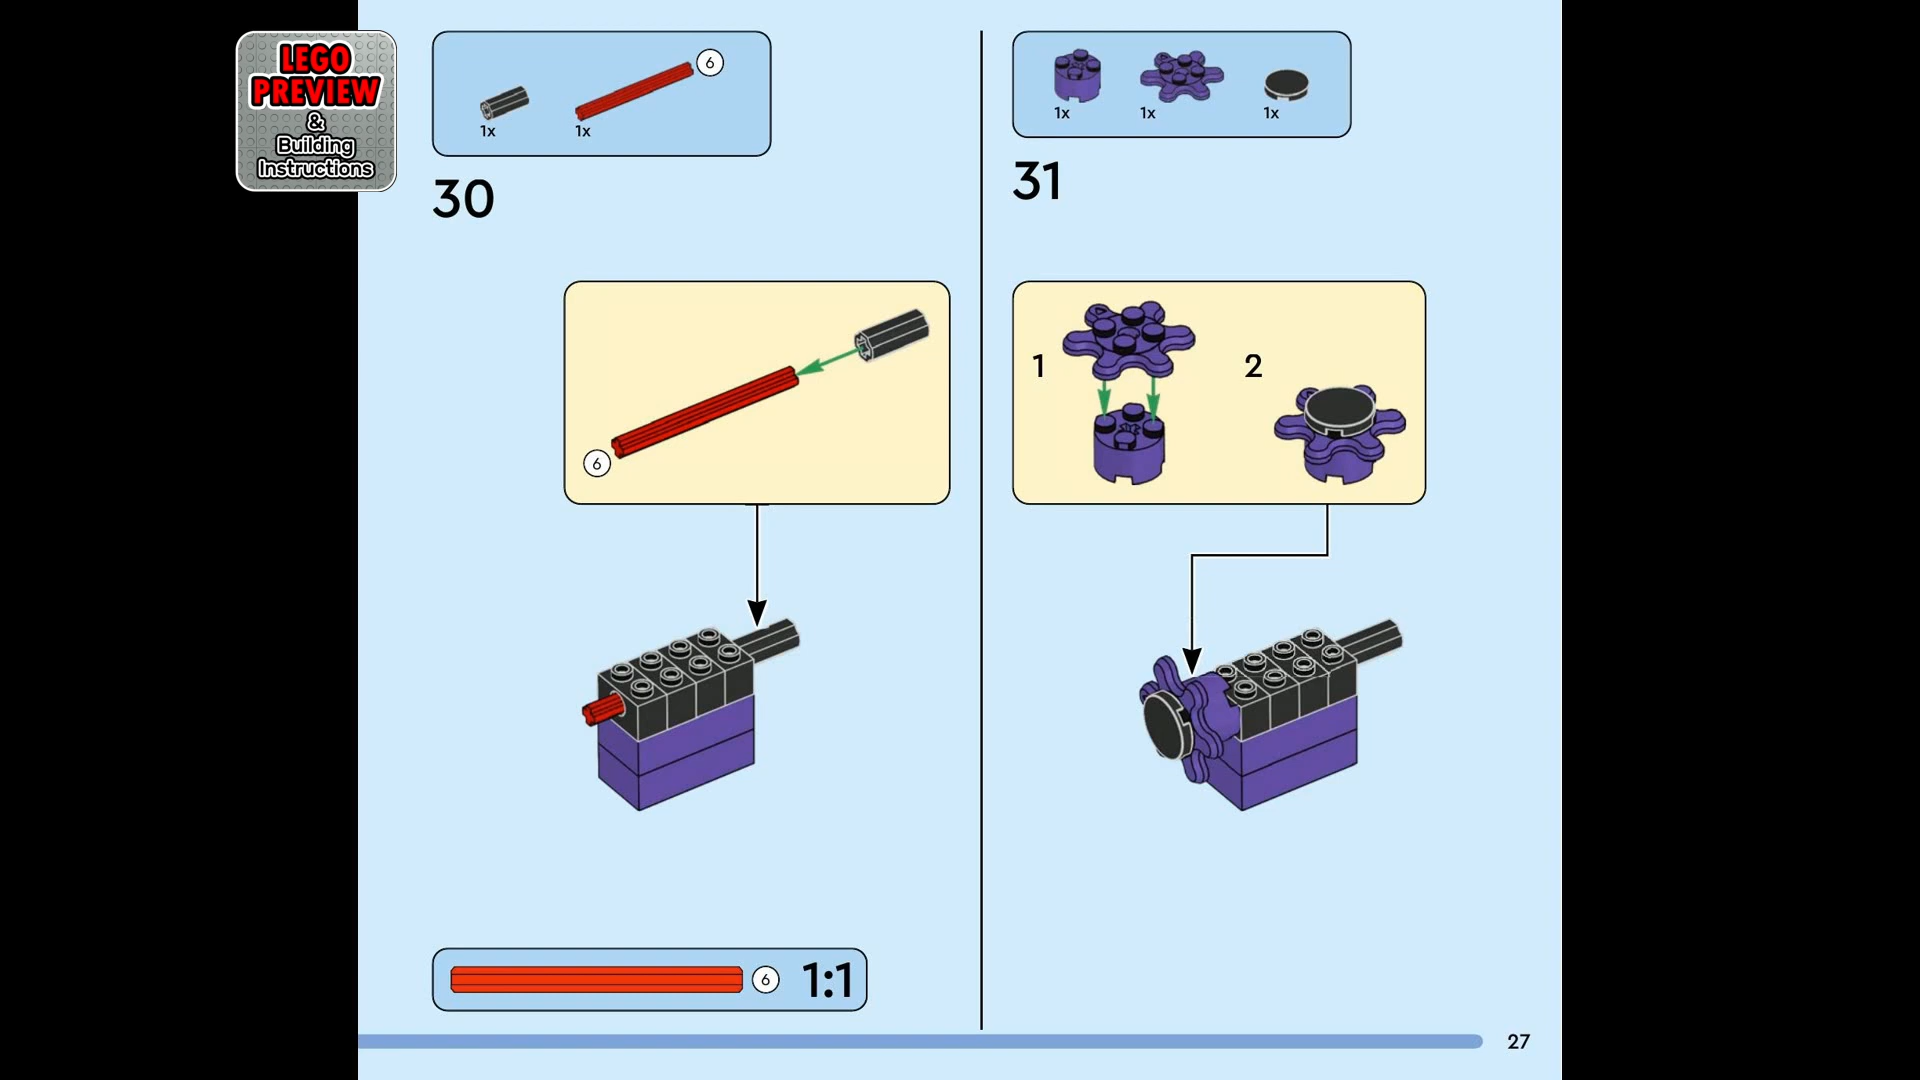 LEGO
PREVIEW
&
Building
Instructions
6
1x
1x
30
6
6
1:1
1x
1x
1x
31
1
2
27